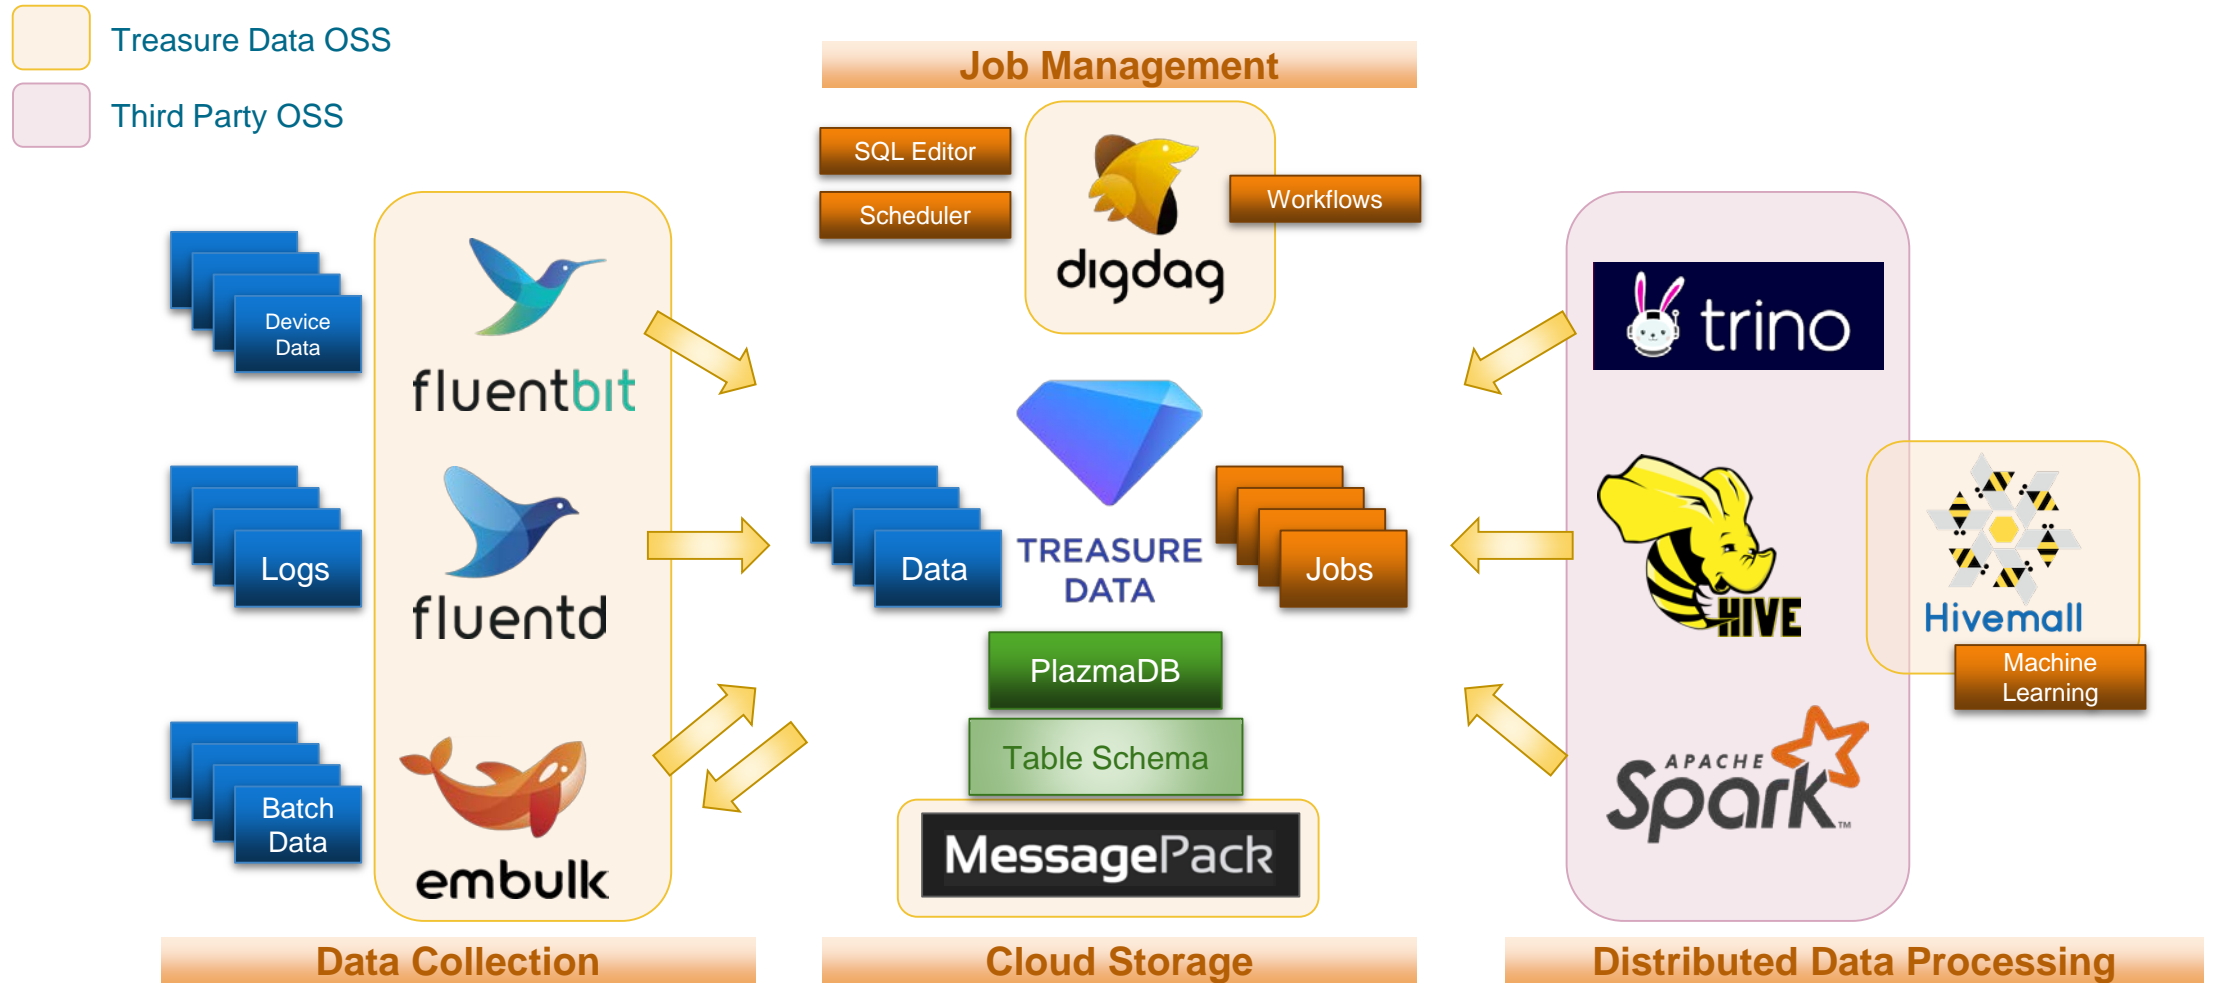 Treasure Data OSS
Third Party OSS
Job Management
SQL Editor
Scheduler
Workflows
digdag
Device
Data
fluentbit
Logs
fluentd
Batch
Data
embulk
Data Collection
TREASURE
DATA
Data
Jobs
PlazmaDB
Table Schema
MessagePack
Cloud Storage
trino
HIVE
Hivemall
Machine
Learning
APACHE
Spark™
Distributed Data Processing